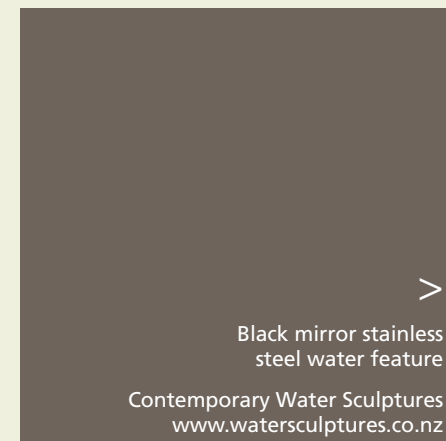 >
Black mirror stainless
steel water feature
Contemporary Water Sculptures
www.watersculptures.co.nz